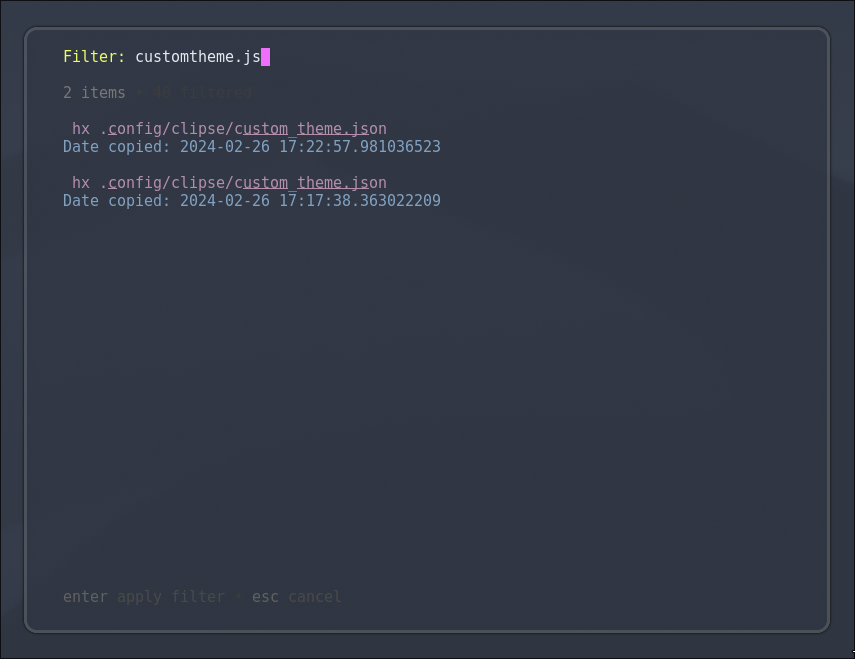 Filter: customtheme.js
2 items • 40 filtered
hx .config/clipse/custom_theme.json
Date copied: 2024-02-26 17:22:57.981036523
hx .config/clipse/custom_theme.json
Date copied: 2024-02-26 17:17:38.363022209
enter apply filter • esc cancel